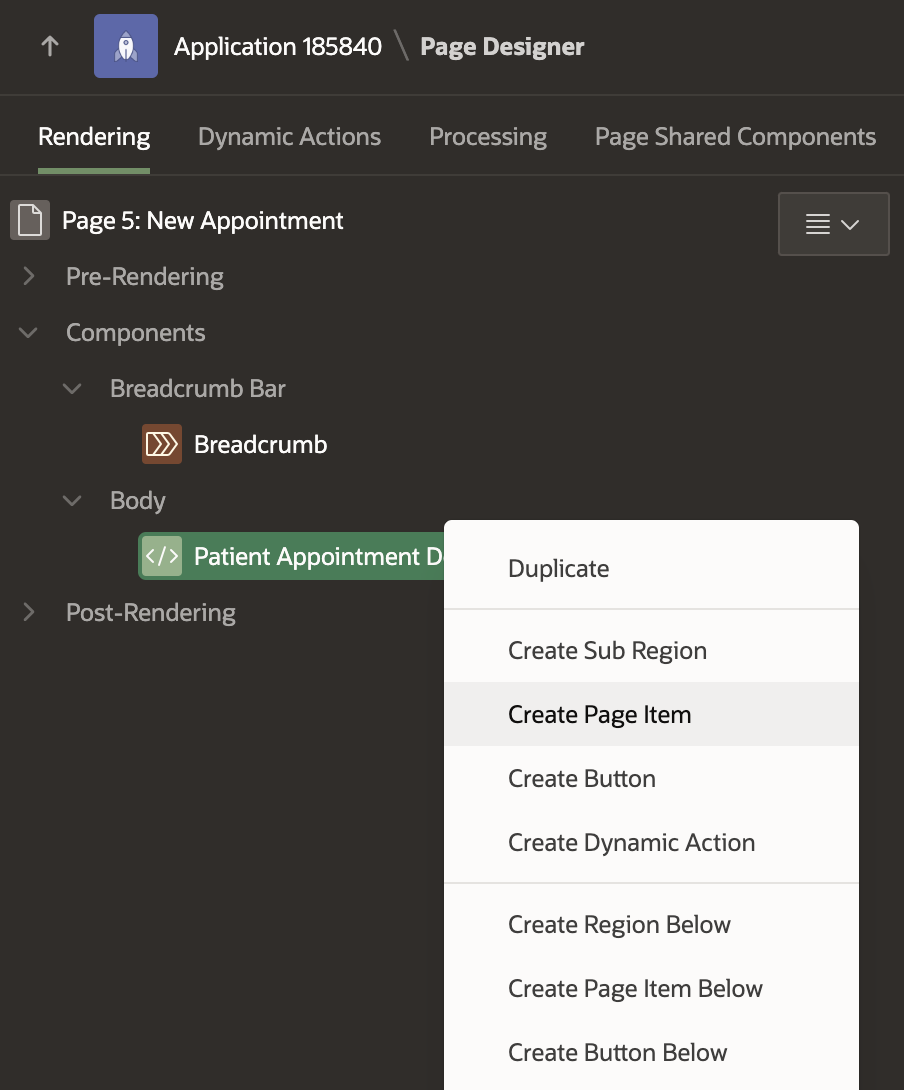 Application 185840 \ Page Designer
Rendering Dynamic Actions Processing Page Shared Components
Page 5: New Appointment
Pre-Rendering
Components
Breadcrumb Bar
Breadcrumb
Body
Patient Appointment
Post-Rendering
Duplicate
Create Sub Region
Create Page Item
Create Button
Create Dynamic Action
Create Region Below
Create Page Item Below
Create Button Below